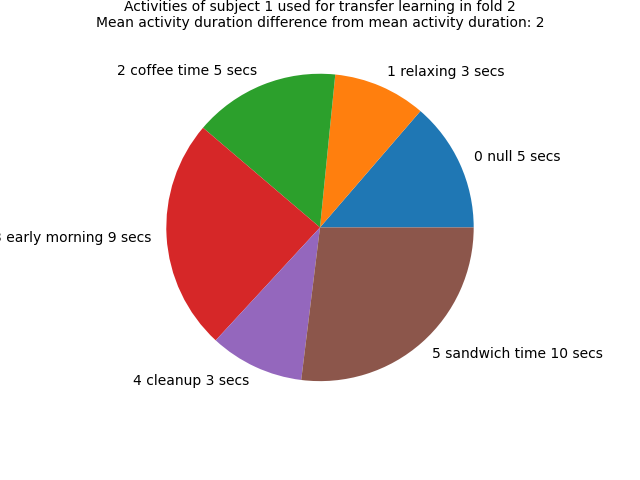 Activities of subject 1 used for transfer learning in fold 2
Mean activity duration difference from mean activity duration: 2
2 coffee time 5 secs
1 relaxing 3 secs
0 null 5 secs
3 early morning 9 secs
5 sandwich time 10 secs
4 cleanup 3 secs